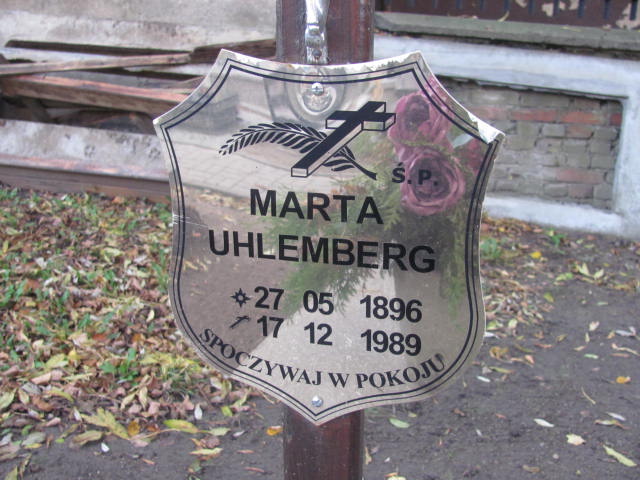 Ś.P.
MARTA
UHLEMBERG
27 05 1896
17 12 1989
SPOCZYWAJ W POKOJU